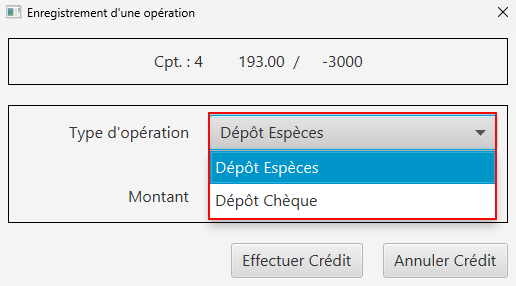 Enregistrement d'une opération
Cpt. : 4 193.00 / -3000
Type d'opération Dépôt Espèces
Dépôt Espèces
Montant Dépôt Chèque
Effectuer Crédit Annuler Crédit